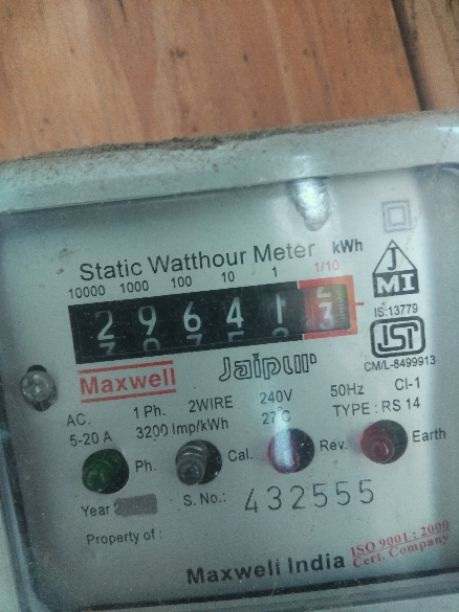 Static Watthour Meter kWh
10000 1000 100 10 1 1/10
2 9 6 4 1 3
J
MI
IS:13779
ISI
CM/L-8499913
Maxwell Jaipur
AC. 1 Ph. 2WIRE 240V 50Hz Cl-1
5-20 A 3200 Imp/kWh 27°C TYPE : RS 14
Ph. Cal. Rev. Earth
Year S. No.: 432555
Property of :
Maxwell India ISO 9001 : 2000
Cert. Company